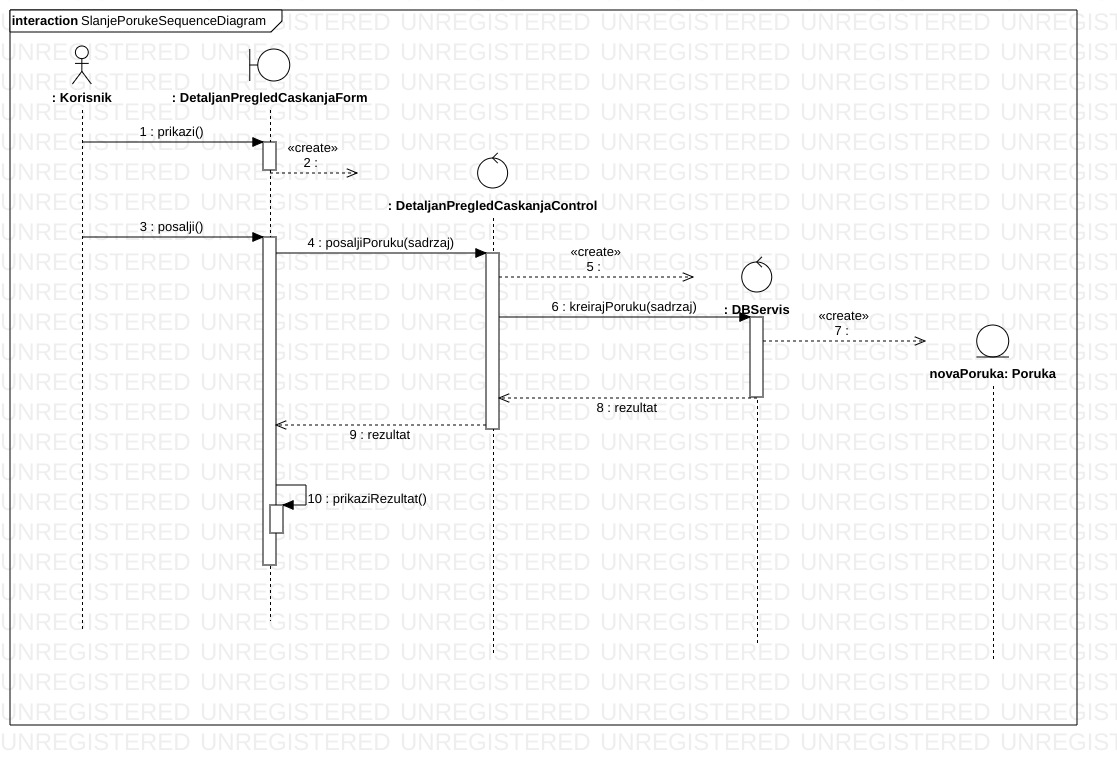 interaction SlanjePorukeSequenceDiagram
: Korisnik
: DetaljanPregledCaskanjaForm
1 : prikazi()
«create»
2 :
: DetaljanPregledCaskanjaControl
3 : posalji()
4 : posaljiPoruku(sadrzaj)
«create»
5 :
6 : kreirajPoruku(sadrzaj)
: DBServis
«create»
7 :
novaPoruka: Poruka
8 : rezultat
9 : rezultat
10 : prikaziRezultat()
UNREGISTERED UNREGISTERED UNREGISTERED UNREGISTERED UNREGISTERED UNREGISTERED